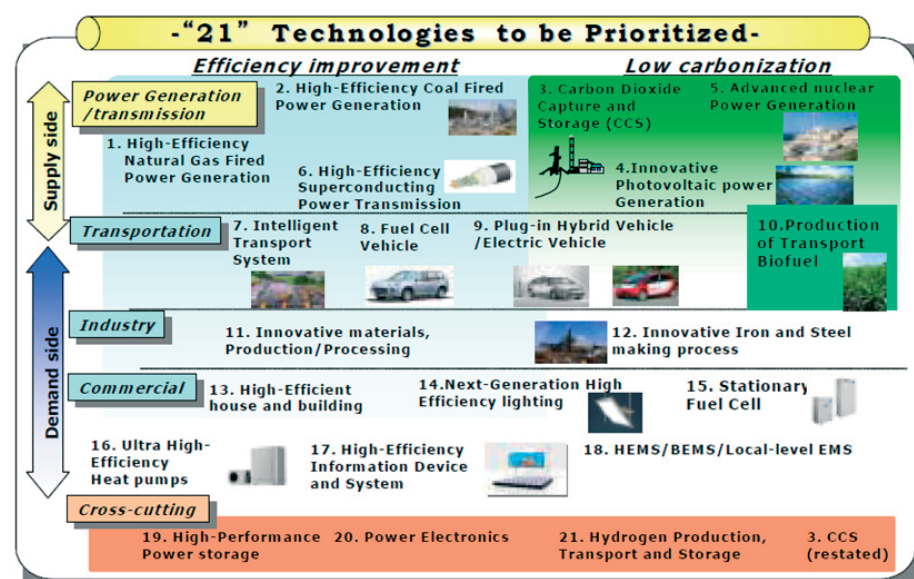 -“21” Technologies to be Prioritized-
Efficiency improvement
Low carbonization
Supply side
Power Generation
/transmission
1. High-Efficiency
Natural Gas Fired
Power Generation
2. High-Efficiency Coal Fired
Power Generation
3. Carbon Dioxide
Capture and
Storage (CCS)
5. Advanced nuclear
Power Generation
6. High-Efficiency
Superconducting
Power Transmission
4.Innovative
Photovoltaic power
Generation
Demand side
Transportation
7. Intelligent
Transport
System
8. Fuel Cell
Vehicle
9. Plug-in Hybrid Vehicle
/Electric Vehicle
10.Production
of Transport
Biofuel
Industry
11. Innovative materials,
Production/Processing
12. Innovative Iron and Steel
making process
Commercial
13. High-Efficient
house and building
14.Next-Generation High
Efficiency lighting
15. Stationary
Fuel Cell
16. Ultra High-
Efficiency
Heat pumps
17. High-Efficiency
Information Device
and System
18. HEMS/BEMS/Local-level EMS
Cross-cutting
19. High-Performance
Power storage
20. Power Electronics
21. Hydrogen Production,
Transport and Storage
3. CCS
(restated)